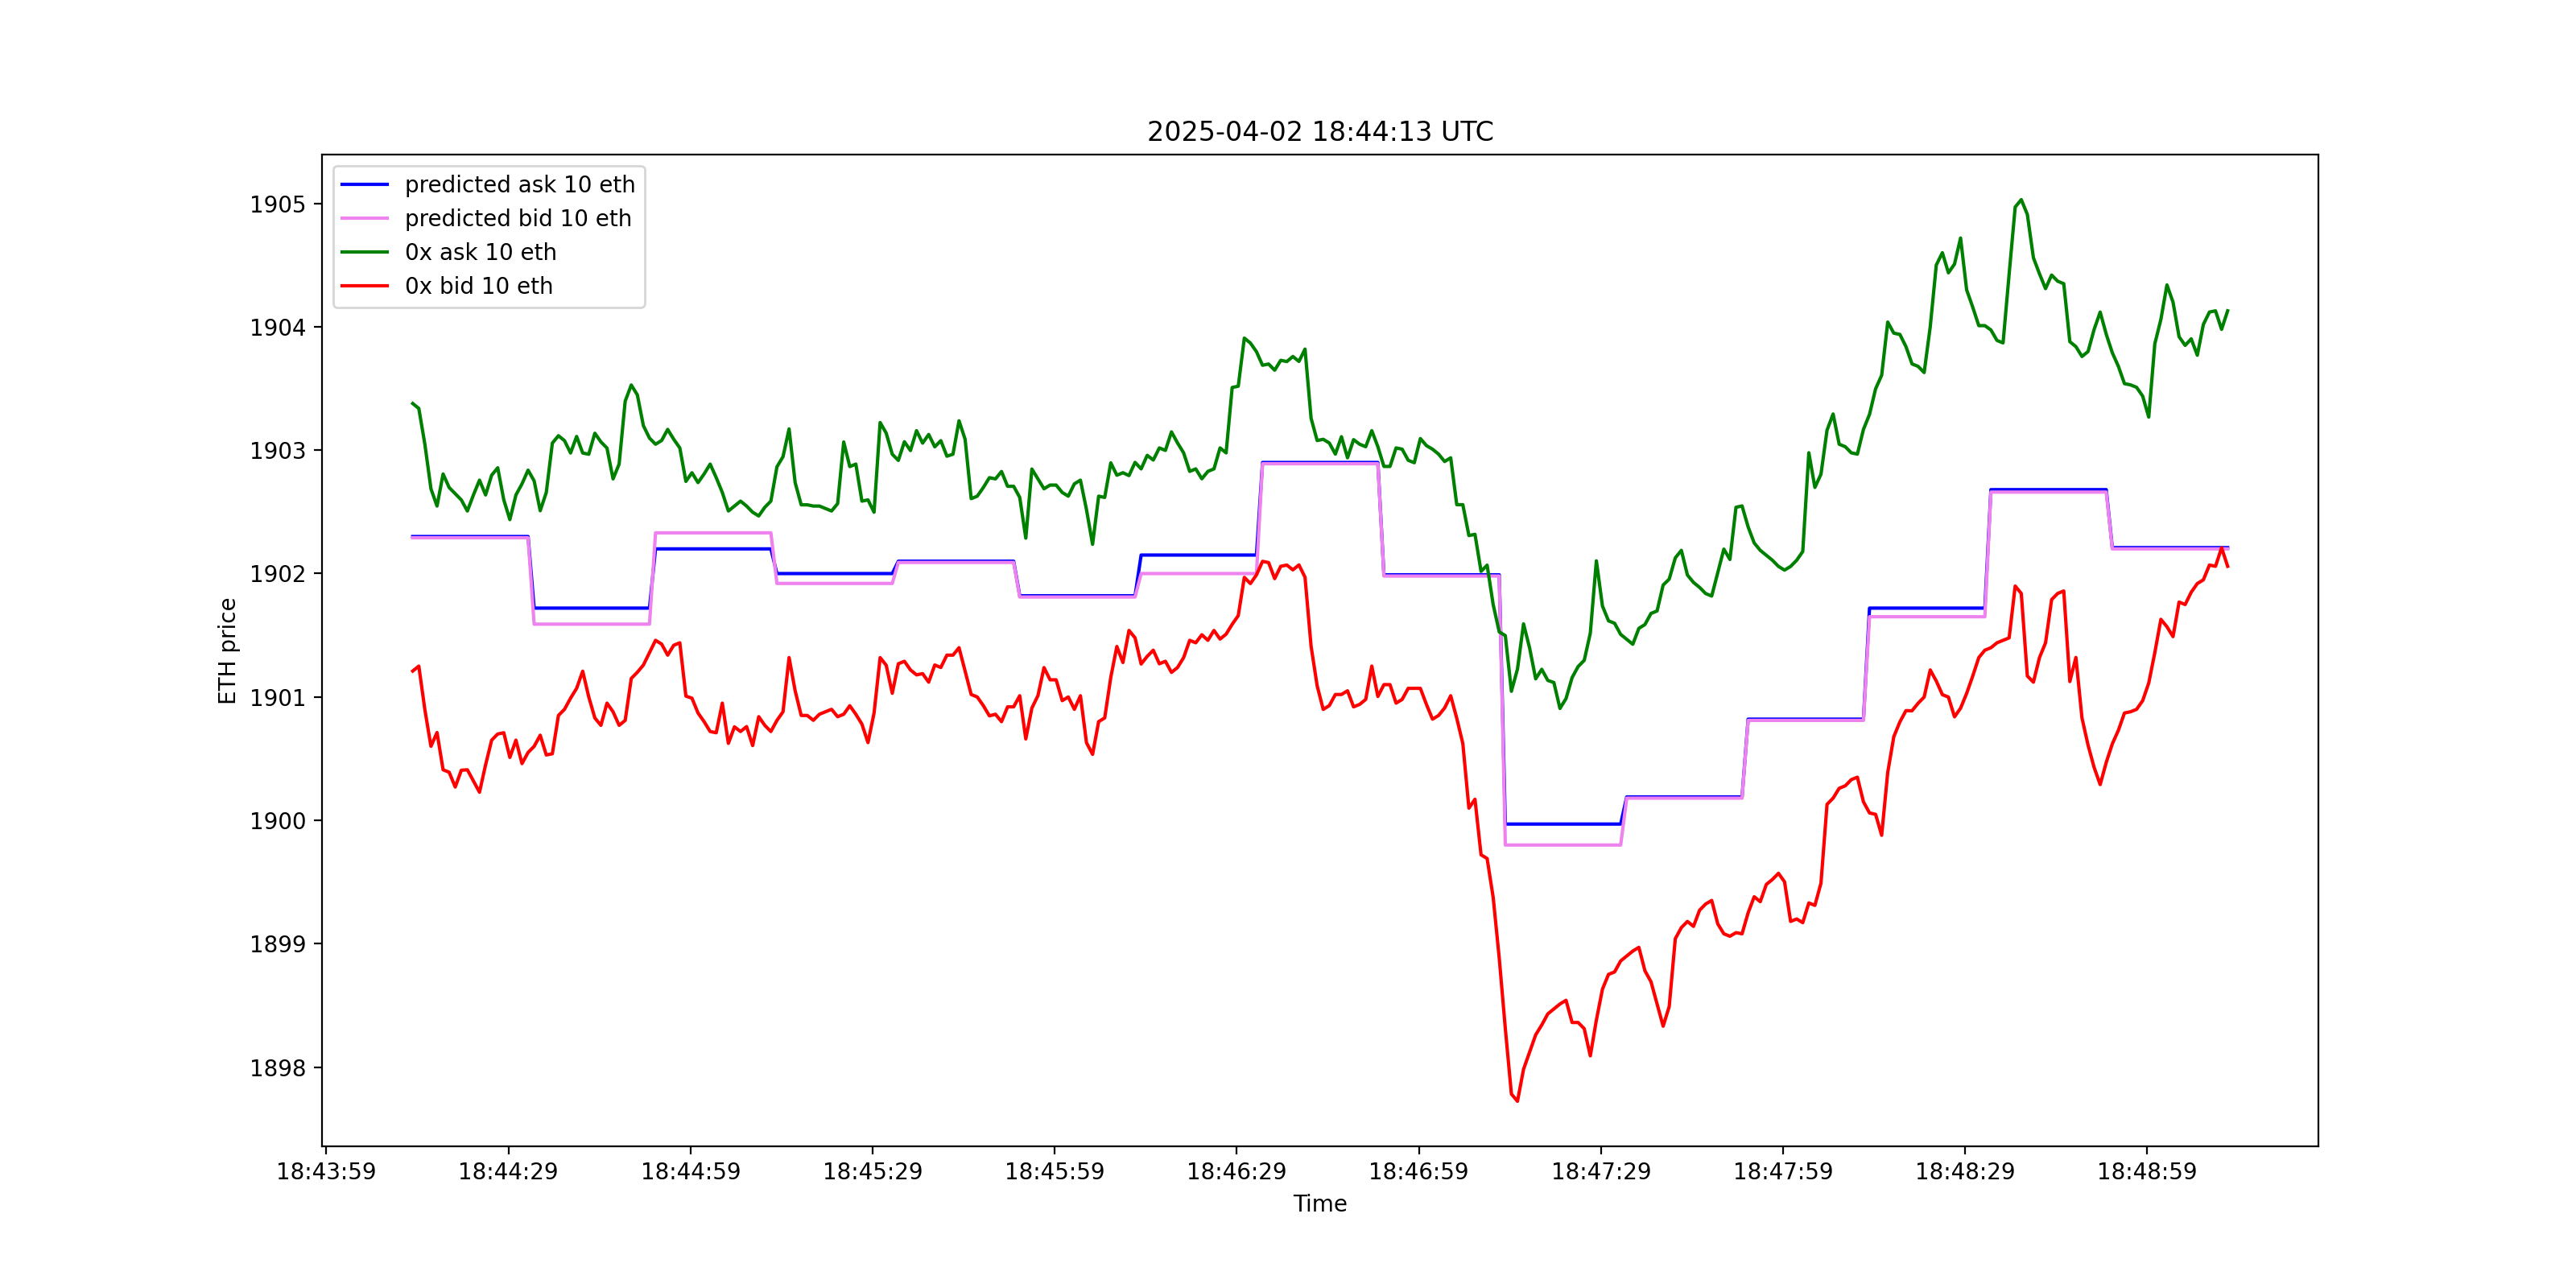 2025-04-02 18:44:13 UTC
predicted ask 10 eth
predicted bid 10 eth
0x ask 10 eth
0x bid 10 eth
ETH price
1905
1904
1903
1902
1901
1900
1899
1898
18:43:59 18:44:29 18:44:59 18:45:29 18:45:59 18:46:29 18:46:59 18:47:29 18:47:59 18:48:29 18:48:59
Time